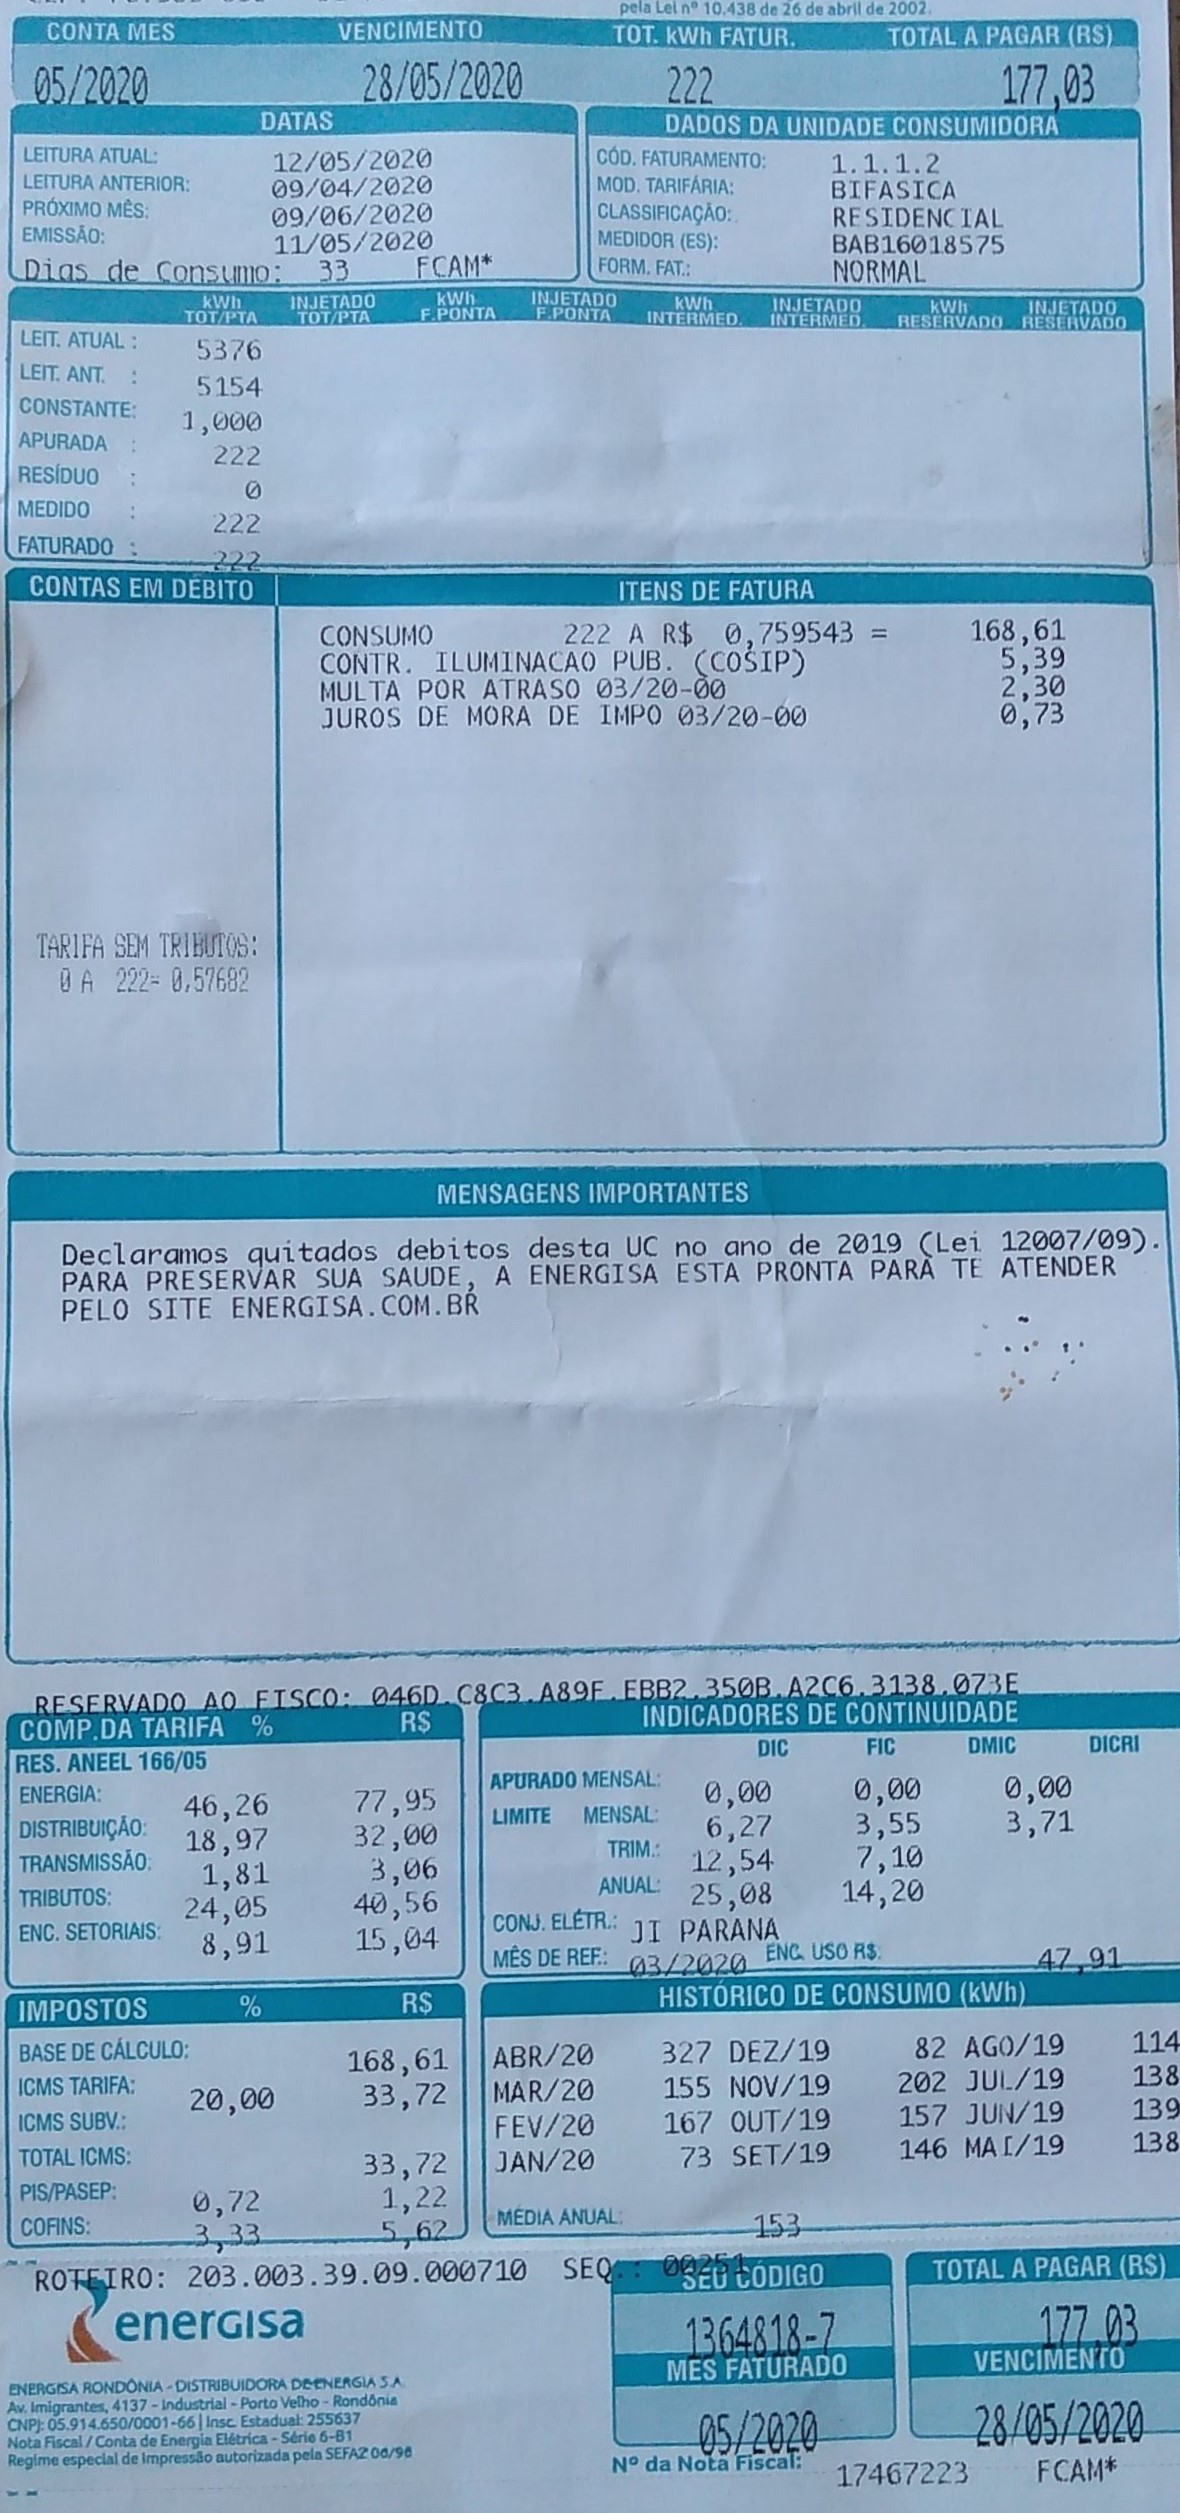 pela Lei nº 10.438 de 26 de abril de 2002.
CONTA MES VENCIMENTO TOT. kWh FATUR. TOTAL A PAGAR (R$)
05/2020 28/05/2020 222 177,03
DATAS
LEITURA ATUAL: 12/05/2020
LEITURA ANTERIOR: 09/04/2020
PRÓXIMO MÊS: 09/06/2020
EMISSÃO: 11/05/2020
Dias de Consumo: 33 FCAM*
DADOS DA UNIDADE CONSUMIDORA
CÓD. FATURAMENTO: 1.1.1.2
MOD. TARIFÁRIA: BIFASICA
CLASSIFICAÇÃO: RESIDENCIAL
MEDIDOR (ES): BAB16018575
FORM. FAT.: NORMAL
kWh TOT/PTA INJETADO TOT/PTA kWh F.PONTA INJETADO F.PONTA kWh INTERMED. INJETADO INTERMED. kWh RESERVADO INJETADO RESERVADO
LEIT. ATUAL : 5376
LEIT. ANT. : 5154
CONSTANTE: 1,000
APURADA : 222
RESÍDUO : 0
MEDIDO : 222
FATURADO : 222
CONTAS EM DÉBITO
TARIFA SEM TRIBUTOS:
0 A 222= 0,57682
ITENS DE FATURA
CONSUMO 222 A R$ 0,759543 = 168,61
CONTR. ILUMINACAO PUB. (COSIP) 5,39
MULTA POR ATRASO 03/20-00 2,30
JUROS DE MORA DE IMPO 03/20-00 0,73
MENSAGENS IMPORTANTES
Declaramos quitados debitos desta UC no ano de 2019 (Lei 12007/09).
PARA PRESERVAR SUA SAUDE, A ENERGISA ESTA PRONTA PARA TE ATENDER
PELO SITE ENERGISA.COM.BR
RESERVADO AO FISCO: 046D.C8C3.A89F.EBB2.350B.A2C6.3138.073E
COMP.DA TARIFA % R$
RES. ANEEL 166/05
ENERGIA: 46,26 77,95
DISTRIBUIÇÃO: 18,97 32,00
TRANSMISSÃO: 1,81 3,06
TRIBUTOS: 24,05 40,56
ENC. SETORIAIS: 8,91 15,04
INDICADORES DE CONTINUIDADE
DIC FIC DMIC DICRI
APURADO MENSAL: 0,00 0,00 0,00
LIMITE MENSAL: 6,27 3,55 3,71
TRIM.: 12,54 7,10
ANUAL: 25,08 14,20
CONJ. ELÉTR.: JI PARANA
MÊS DE REF.: 03/2020 ENC. USO R$: 47,91
IMPOSTOS % R$
BASE DE CÁLCULO: 168,61
ICMS TARIFA: 20,00 33,72
ICMS SUBV.:
TOTAL ICMS: 33,72
PIS/PASEP: 0,72 1,22
COFINS: 3,33 5,62
HISTÓRICO DE CONSUMO (kWh)
ABR/20 327 DEZ/19 82 AGO/19 114
MAR/20 155 NOV/19 202 JUL/19 138
FEV/20 167 OUT/19 157 JUN/19 139
JAN/20 73 SET/19 146 MAI/19 138
MÉDIA ANUAL: 153
ROTEIRO: 203.003.39.09.000710 SEQ.: 00251
energisa
ENERGISA RONDÔNIA - DISTRIBUIDORA DE ENERGIA S.A.
Av. Imigrantes, 4137 - Industrial - Porto Velho - Rondônia
CNPJ: 05.914.650/0001-66 | Insc. Estadual: 255637
Nota Fiscal / Conta de Energia Elétrica - Série 6-B1
Regime especial de Impressão autorizada pela SEFAZ 06/96
SEU CÓDIGO
1364818-7
MES FATURADO
05/2020
TOTAL A PAGAR (R$)
177,03
VENCIMENTO
28/05/2020
Nº da Nota Fiscal: 17467223 FCAM*